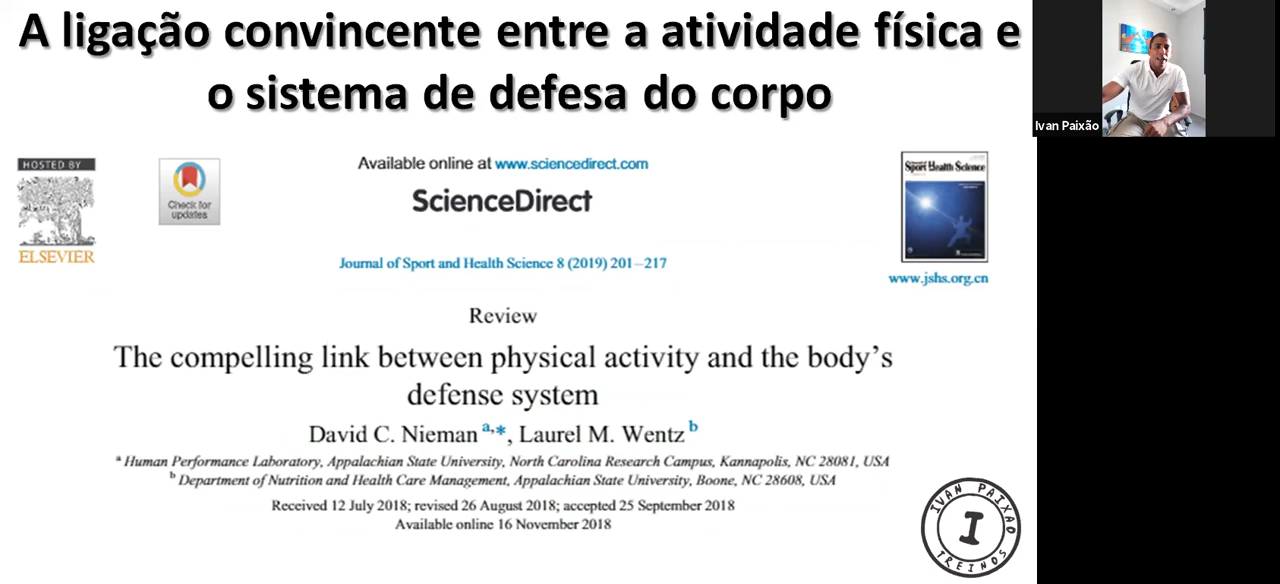 A ligação convincente entre a atividade física e
o sistema de defesa do corpo
Ivan Paixão
HOSTED BY
ELSEVIER
Check for
updates
Available online at www.sciencedirect.com
ScienceDirect
Journal of Sport and Health Science 8 (2019) 201–217
Sport Health Science
www.jshs.org.cn
Review
The compelling link between physical activity and the body’s
defense system
David C. Nieman a,*, Laurel M. Wentz b
a Human Performance Laboratory, Appalachian State University, North Carolina Research Campus, Kannapolis, NC 28081, USA
b Department of Nutrition and Health Care Management, Appalachian State University, Boone, NC 28608, USA
Received 12 July 2018; revised 26 August 2018; accepted 25 September 2018
Available online 16 November 2018
IVAN PAIXAO
I
TREINOS